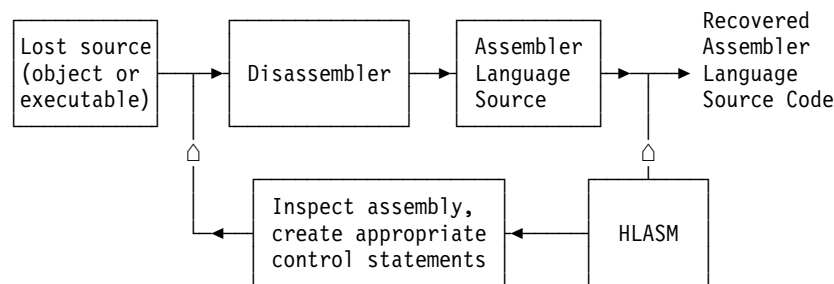 Lost source
(object or
executable)
Disassembler
Assembler
Language
Source
Recovered
Assembler
Language
Source Code
Inspect assembly,
create appropriate
control statements
HLASM